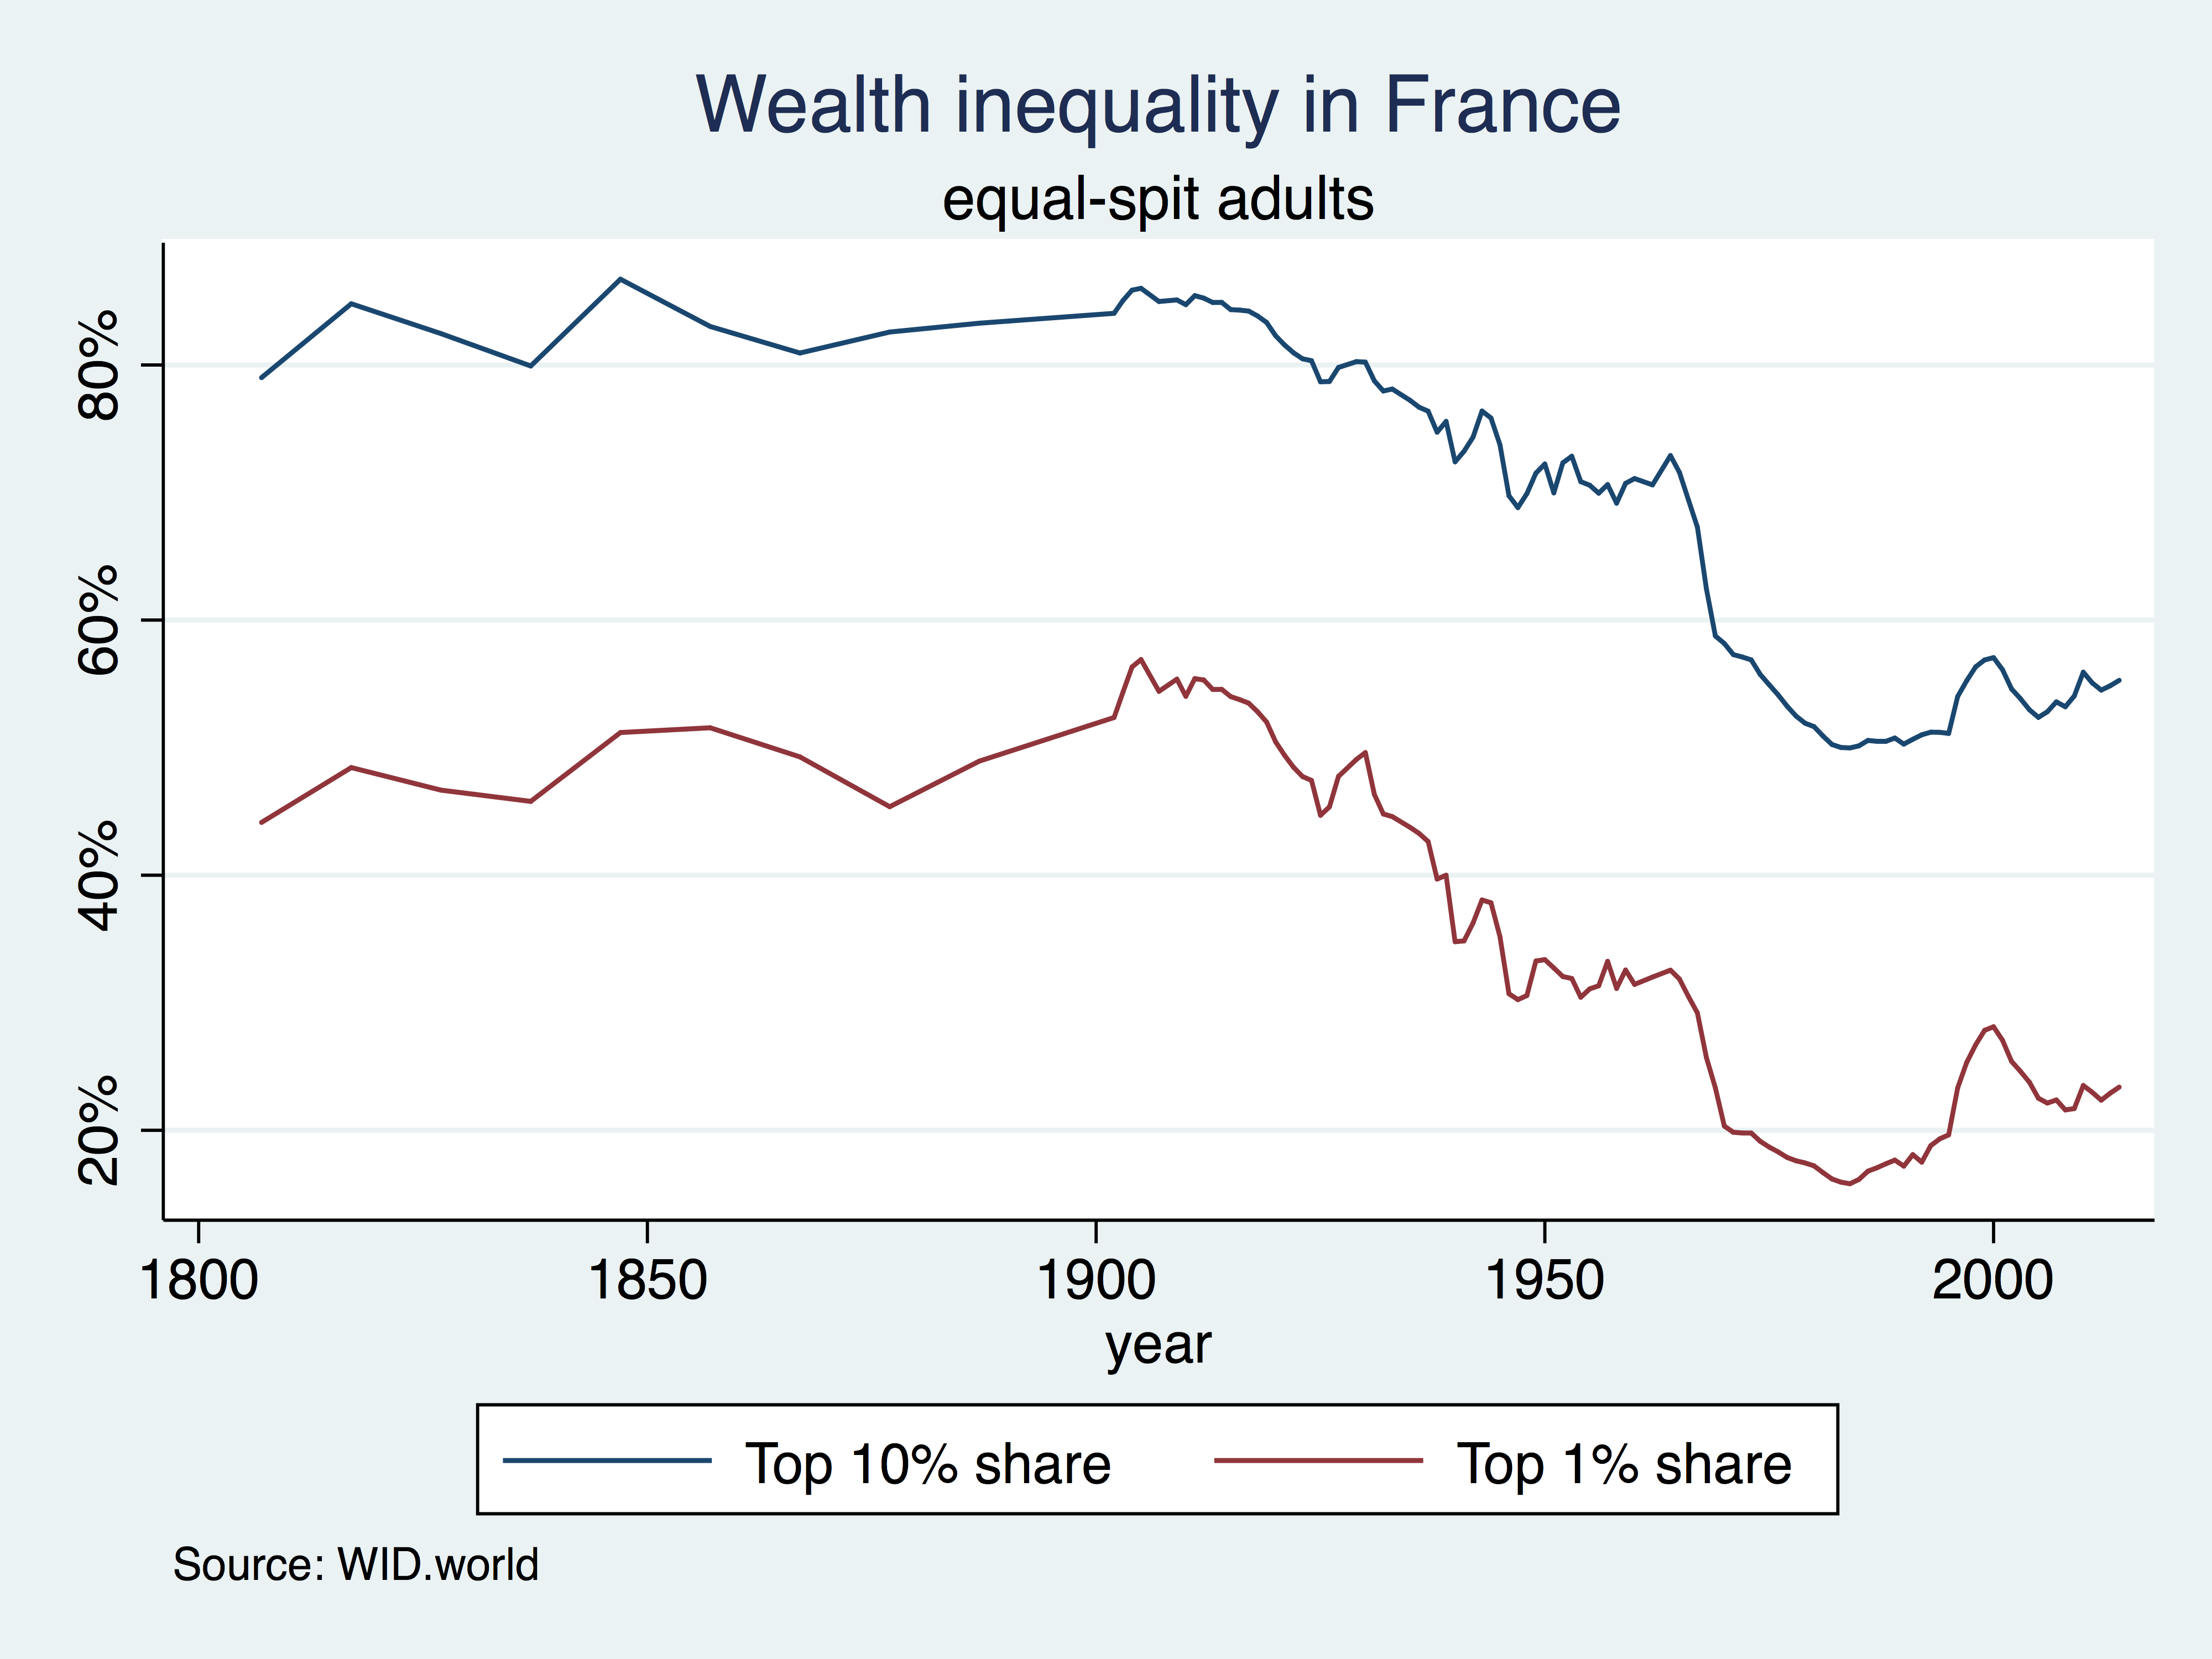 Wealth inequality in France
equal-spit adults
80%
60%
40%
20%
1800 1850 1900 1950 2000
year
Top 10% share Top 1% share
Source: WID.world